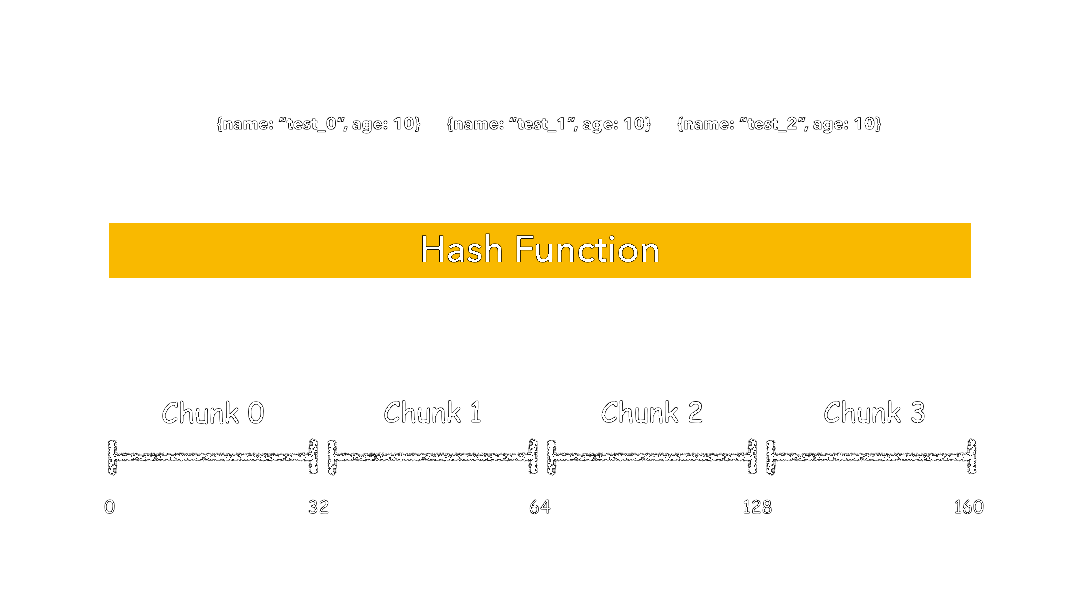 {name: “test_0”, age: 10} {name: “test_1”, age: 10} {name: “test_2”, age: 10}
Hash Function
Chunk 0 Chunk 1 Chunk 2 Chunk 3
0 32 64 128 160